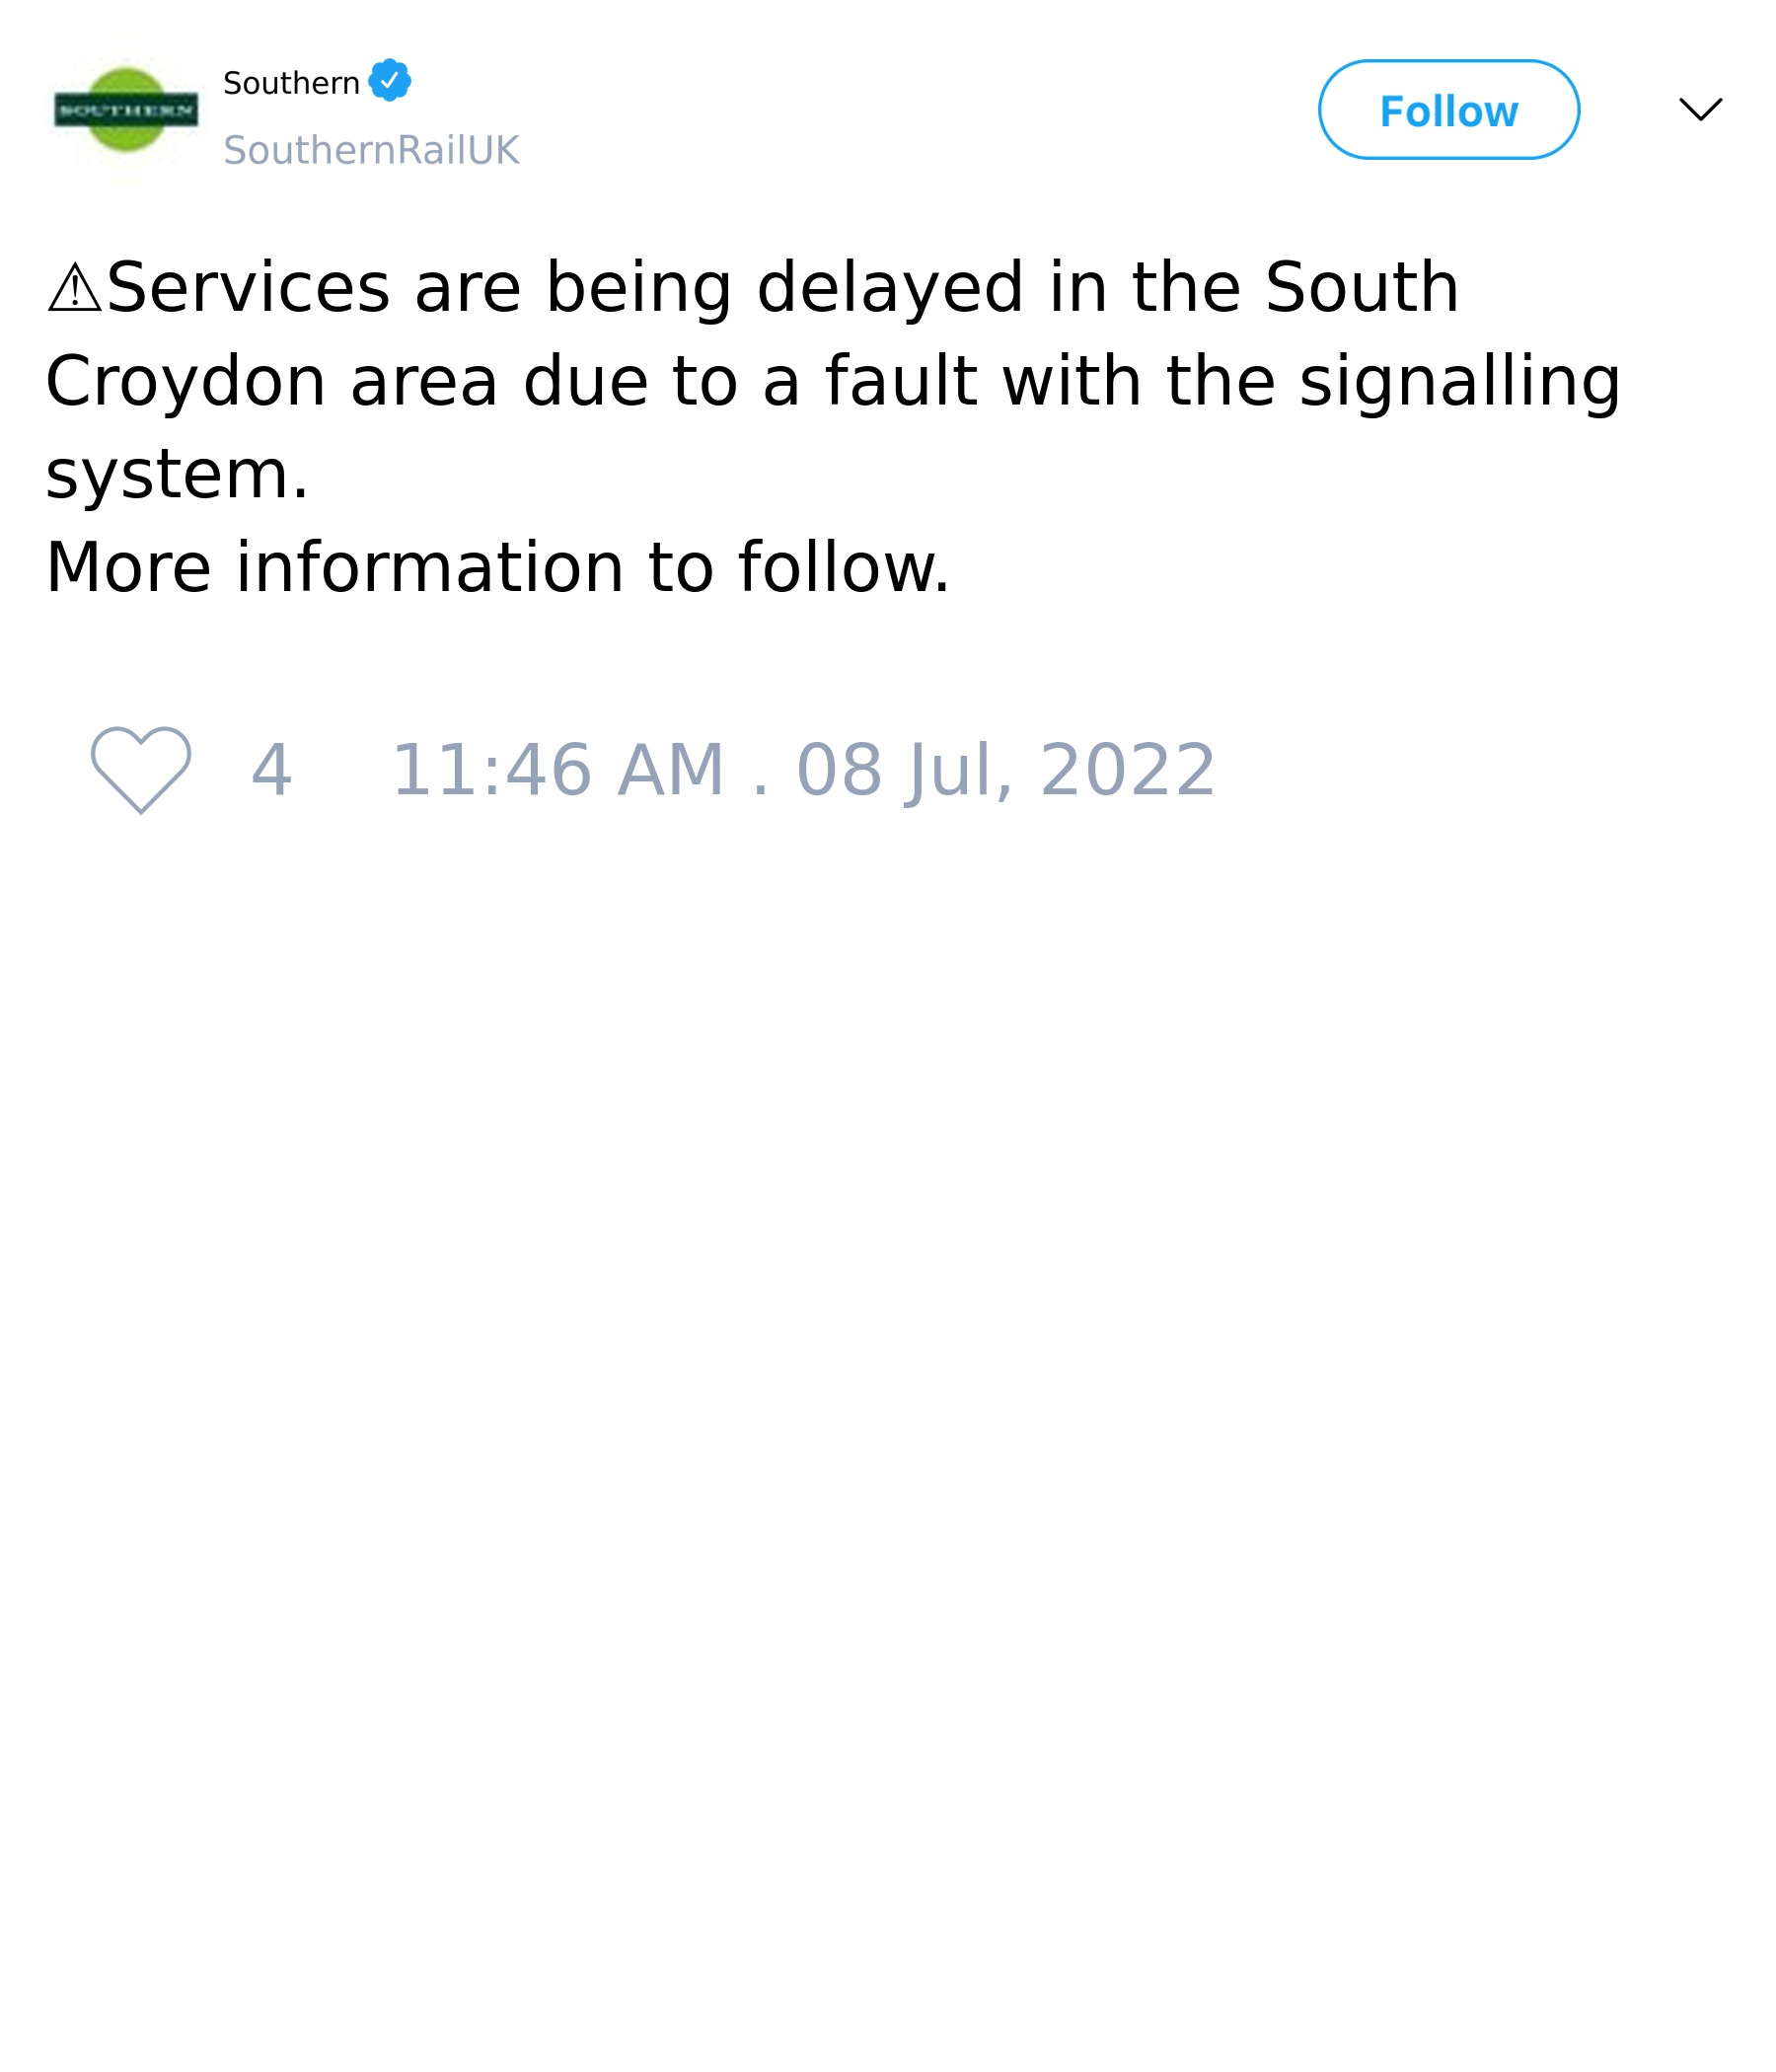 SOUTHERN
Southern
SouthernRailUK
Follow
⚠Services are being delayed in the South
Croydon area due to a fault with the signalling
system.
More information to follow.
4 11:46 AM . 08 Jul, 2022